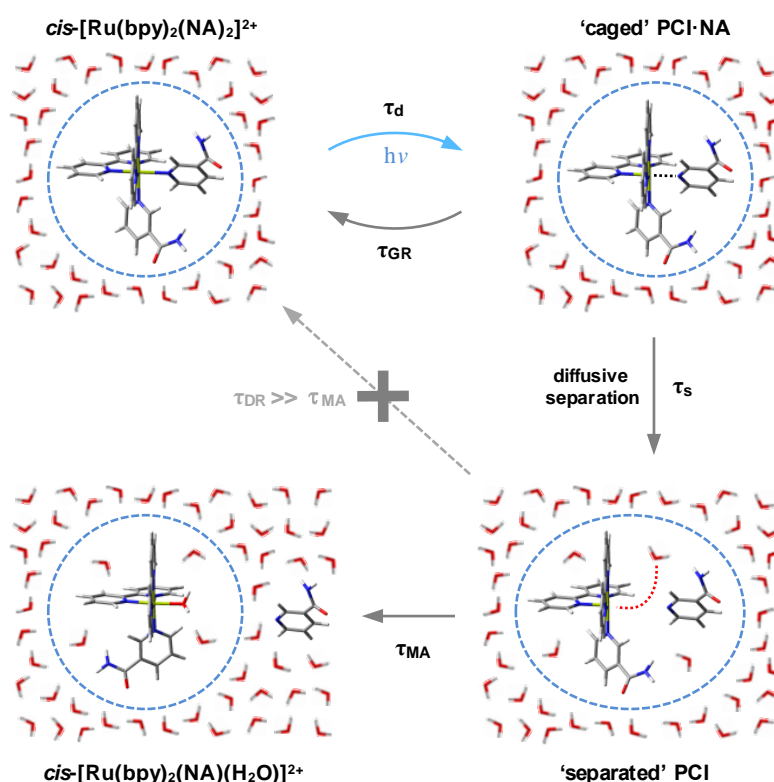 cis-[Ru(bpy)₂(NA)₂]²⁺
'caged' PCI·NA
τd
hν
τGR
diffusive
separation
τs
τDR >> τMA
τMA
cis-[Ru(bpy)₂(NA)(H₂O)]²⁺
'separated' PCI